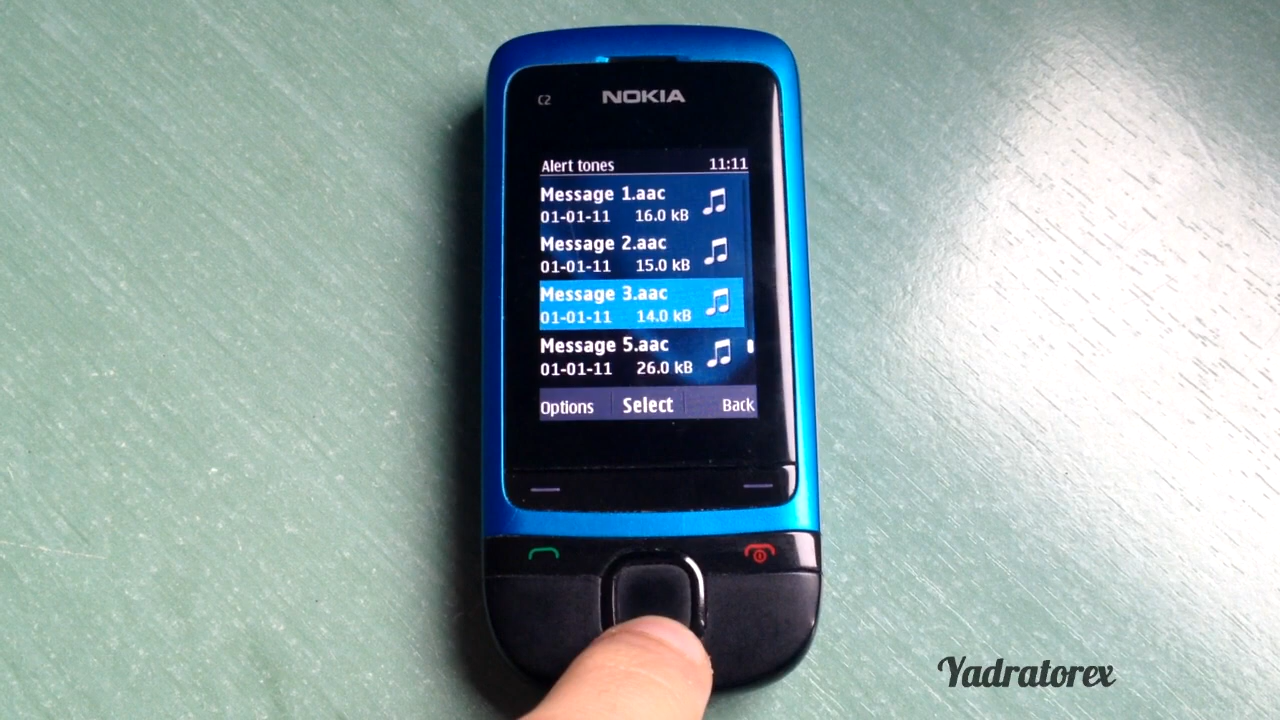 C2 NOKIA
Alert tones 11:11
Message 1.aac
01-01-11 16.0 kB
Message 2.aac
01-01-11 15.0 kB
Message 3.aac
01-01-11 14.0 kB
Message 5.aac
01-01-11 26.0 kB
Options Select Back
Yadratorex